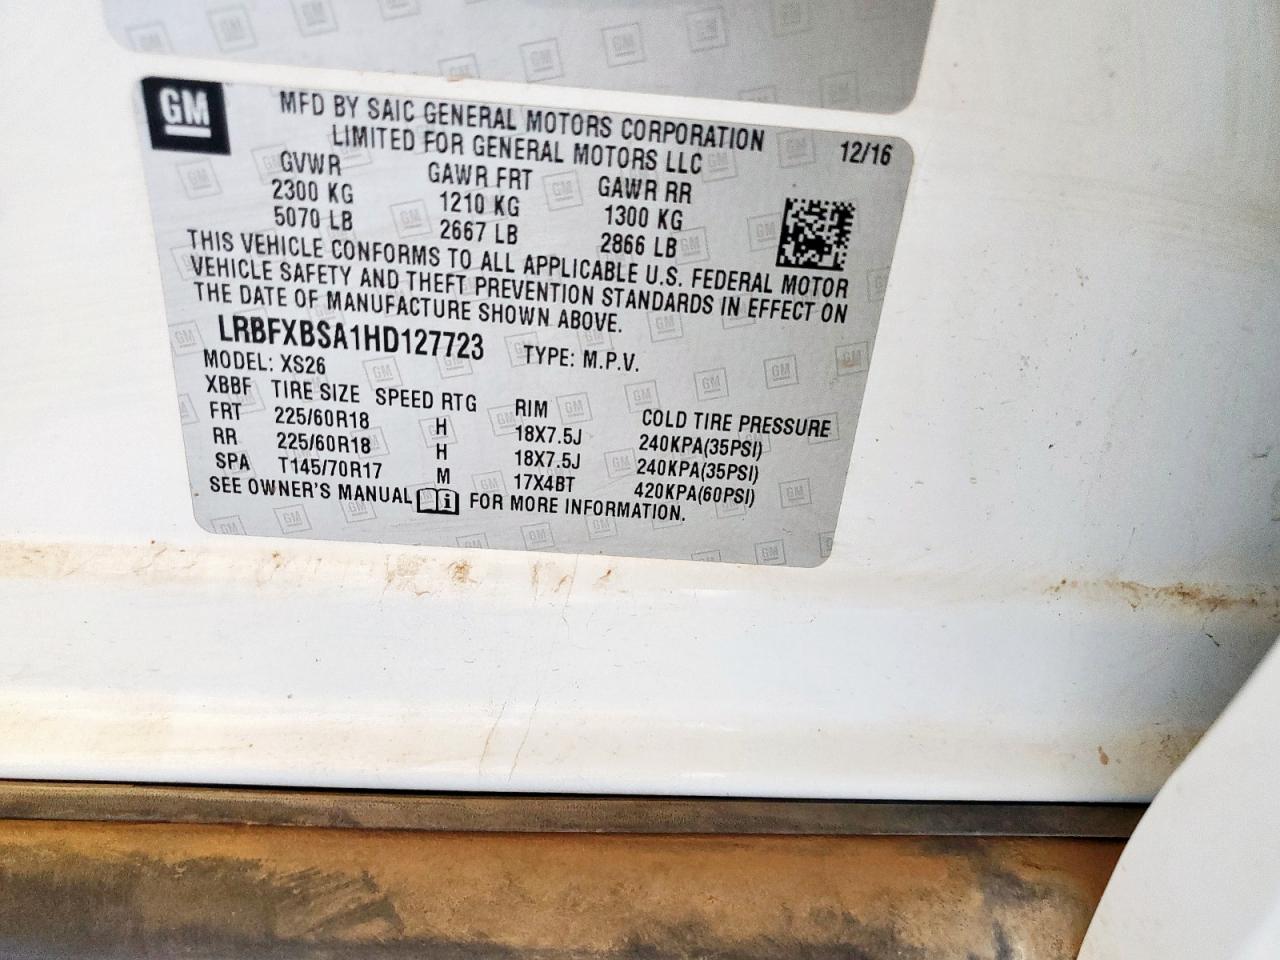 GM
MFD BY SAIC GENERAL MOTORS CORPORATION
LIMITED FOR GENERAL MOTORS LLC
12/16
GVWR GAWR FRT GAWR RR
2300 KG 1210 KG 1300 KG
5070 LB 2667 LB 2866 LB
THIS VEHICLE CONFORMS TO ALL APPLICABLE U.S. FEDERAL MOTOR
VEHICLE SAFETY AND THEFT PREVENTION STANDARDS IN EFFECT ON
THE DATE OF MANUFACTURE SHOWN ABOVE.
LRBFXBSA1HD127723 TYPE: M.P.V.
MODEL: XS26
XBBF TIRE SIZE SPEED RTG RIM COLD TIRE PRESSURE
FRT 225/60R18 H 18X7.5J 240KPA(35PSI)
RR 225/60R18 H 18X7.5J 240KPA(35PSI)
SPA T145/70R17 M 17X4BT 420KPA(60PSI)
SEE OWNER'S MANUAL i FOR MORE INFORMATION.